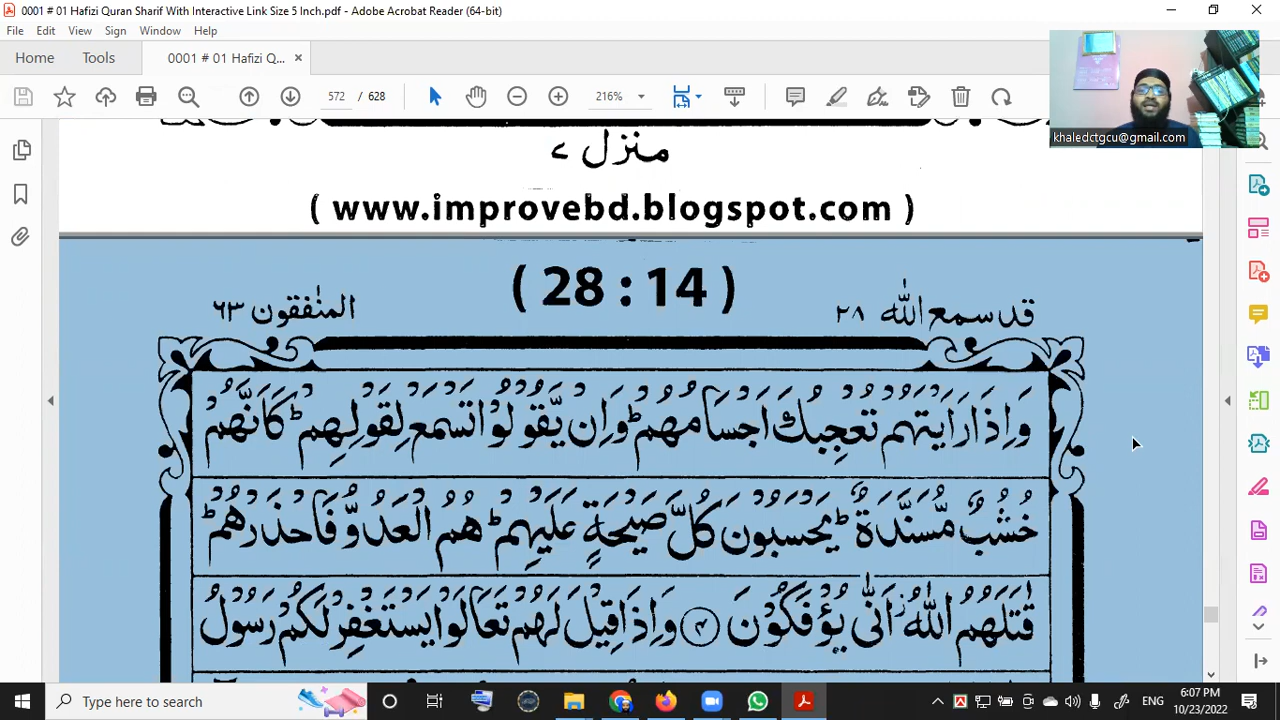 0001 # 01 Hafizi Quran Sharif With Interactive Link Size 5 Inch.pdf - Adobe Acrobat Reader (64-bit)
File Edit View Sign Window Help
Home Tools 0001 # 01 Hafizi Q... ×
572 / 628 216%
khaledctgcu@gmail.com
منزل ٧
( www.improvebd.blogspot.com )
( 28 : 14 )
قد سمع اللّٰه ٢٨
المنٰفقون ٦٣
وَاِذَا رَاَيْتَهُمْ تُعْجِبُكَ اَجْسَامُهُمْ ؕ وَاِنْ يَّقُوْلُوْا تَسْمَعْ لِقَوْلِهِمْ ؕ كَاَنَّهُمْ
خُشُبٌ مُّسَنَّدَةٌ ؕ يَحْسَبُوْنَ كُلَّ صَيْحَةٍ عَلَيْهِمْ ؕ هُمُ الْعَدُوُّ فَاحْذَرْهُمْ ؕ
قٰتَلَهُمُ اللّٰهُ ؗ اَنّٰى يُؤْفَكُوْنَ ﴿٤﴾ وَاِذَا قِيْلَ لَهُمْ تَعَالَوْا يَسْتَغْفِرْ لَكُمْ رَسُوْلُ
Type here to search
ENG
6:07 PM
10/23/2022